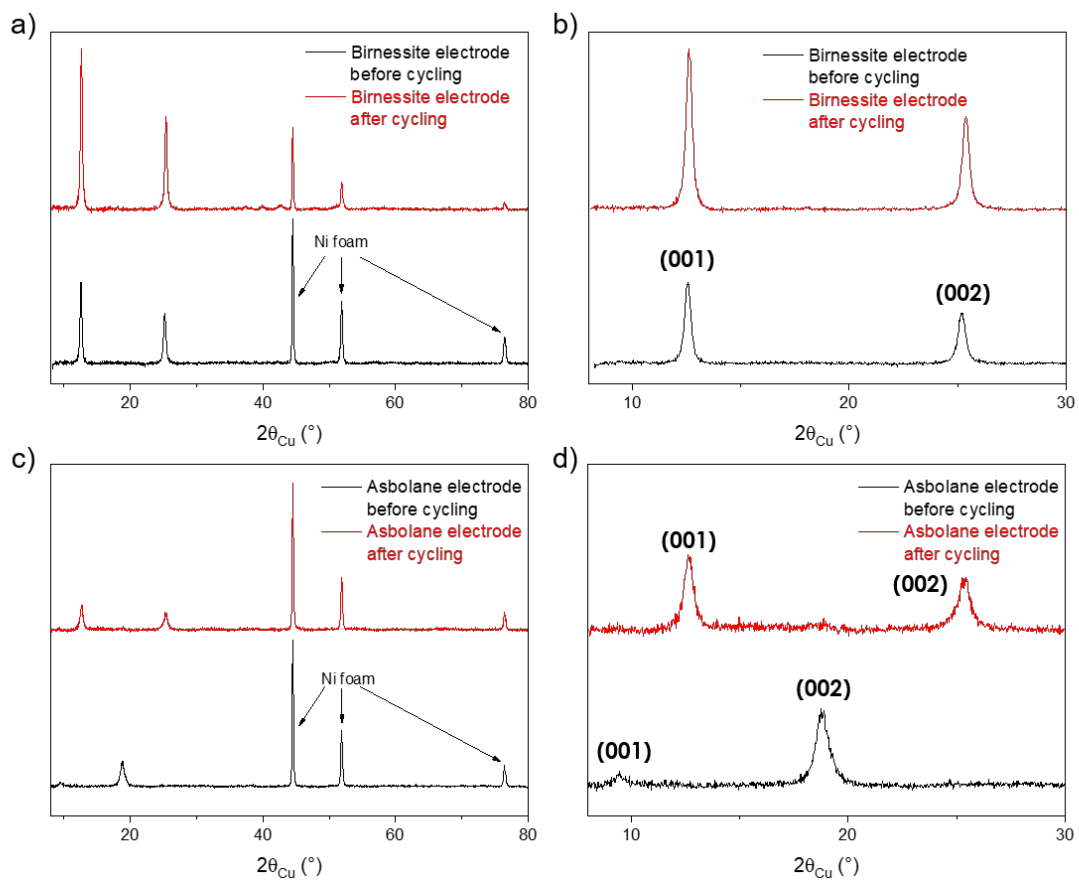 a)
Birnessite electrode
before cycling
Birnessite electrode
after cycling
Ni foam
20
40
60
80
2θCu (°)
b)
Birnessite electrode
before cycling
Birnessite electrode
after cycling
(001)
(002)
10
20
30
2θCu (°)
c)
Asbolane electrode
before cycling
Asbolane electrode
after cycling
Ni foam
20
40
60
80
2θCu (°)
d)
Asbolane electrode
before cycling
Asbolane electrode
after cycling
(001)
(002)
(002)
(001)
10
20
30
2θCu (°)